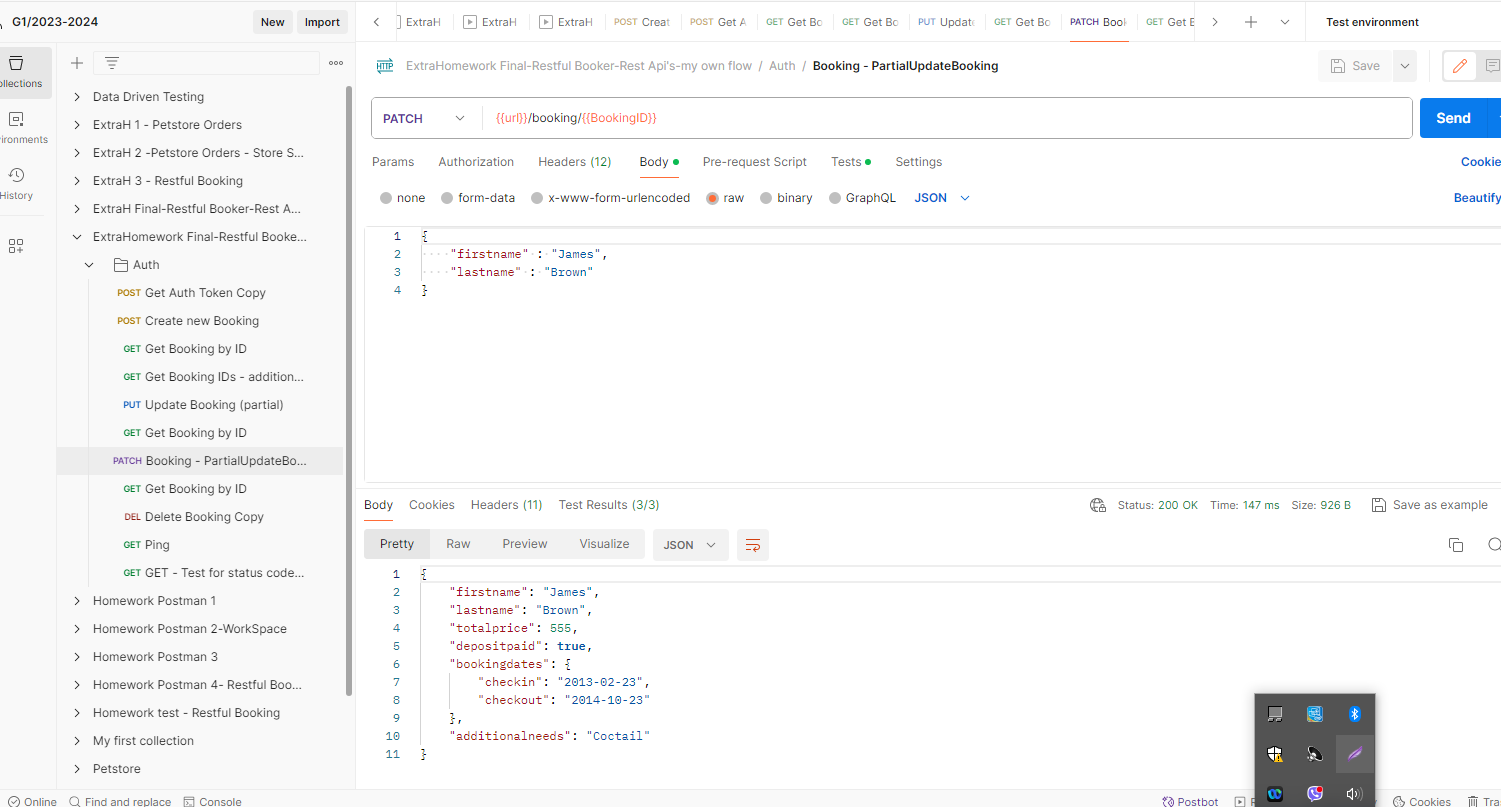 G1/2023-2024
New
Import
ExtraH
ExtraH
ExtraH
POST Creat
POST Get A
GET Get Bo
GET Get Bo
PUT Updat
GET Get Bo
PATCH Book
GET Get B
Test environment
ollections
ironments
History
Data Driven Testing
ExtraH 1 - Petstore Orders
ExtraH 2 -Petstore Orders - Store S...
ExtraH 3 - Restful Booking
ExtraH Final-Restful Booker-Rest A...
ExtraHomework Final-Restful Booke...
Auth
POST Get Auth Token Copy
POST Create new Booking
GET Get Booking by ID
GET Get Booking IDs - addition...
PUT Update Booking (partial)
GET Get Booking by ID
PATCH Booking - PartialUpdateBo...
GET Get Booking by ID
DEL Delete Booking Copy
GET Ping
GET GET - Test for status code...
Homework Postman 1
Homework Postman 2-WorkSpace
Homework Postman 3
Homework Postman 4- Restful Boo...
Homework test - Restful Booking
My first collection
Petstore
HTTP ExtraHomework Final-Restful Booker-Rest Api's-my own flow / Auth / Booking - PartialUpdateBooking
Save
PATCH
{{url}}/booking/{{BookingID}}
Send
Params Authorization Headers (12) Body Pre-request Script Tests Settings
Cookie
none form-data x-www-form-urlencoded raw binary GraphQL JSON
Beautify
1 {
2 "firstname" : "James",
3 "lastname" : "Brown"
4 }
Body Cookies Headers (11) Test Results (3/3)
Status: 200 OK Time: 147 ms Size: 926 B Save as example
Pretty Raw Preview Visualize JSON
1 {
2 "firstname": "James",
3 "lastname": "Brown",
4 "totalprice": 555,
5 "depositpaid": true,
6 "bookingdates": {
7 "checkin": "2013-02-23",
8 "checkout": "2014-10-23"
9 },
10 "additionalneeds": "Coctail"
11 }
Online Find and replace Console
Postbot
Cookies
Tra